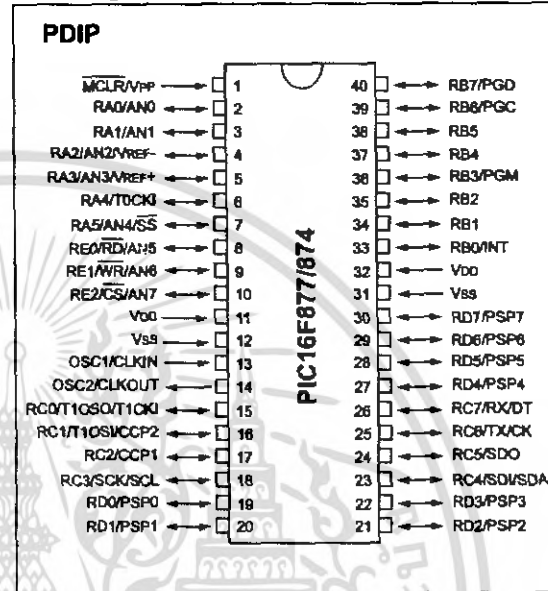 PDIP
MCLR/VPP 1 40 RB7/PGD
RA0/AN0 2 39 RB6/PGC
RA1/AN1 3 38 RB5
RA2/AN2/VREF- 4 37 RB4
RA3/AN3/VREF+ 5 36 RB3/PGM
RA4/T0CKI 6 35 RB2
RA5/AN4/SS 7 34 RB1
RE0/RD/AN5 8 33 RB0/INT
RE1/WR/AN6 9 32 VDD
RE2/CS/AN7 10 31 VSS
VDD 11 30 RD7/PSP7
VSS 12 29 RD6/PSP6
OSC1/CLKIN 13 28 RD5/PSP5
OSC2/CLKOUT 14 27 RD4/PSP4
RC0/T1OSO/T1CKI 15 26 RC7/RX/DT
RC1/T1OSI/CCP2 16 25 RC6/TX/CK
RC2/CCP1 17 24 RC5/SDO
RC3/SCK/SCL 18 23 RC4/SDI/SDA
RD0/PSP0 19 22 RD3/PSP3
RD1/PSP1 20 21 RD2/PSP2
PIC16F877/874